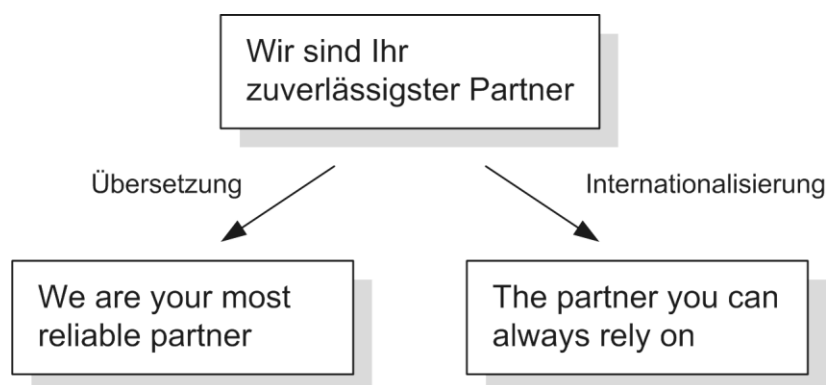 Wir sind Ihr
zuverlässigster Partner
Übersetzung
Internationalisierung
We are your most
reliable partner
The partner you can
always rely on